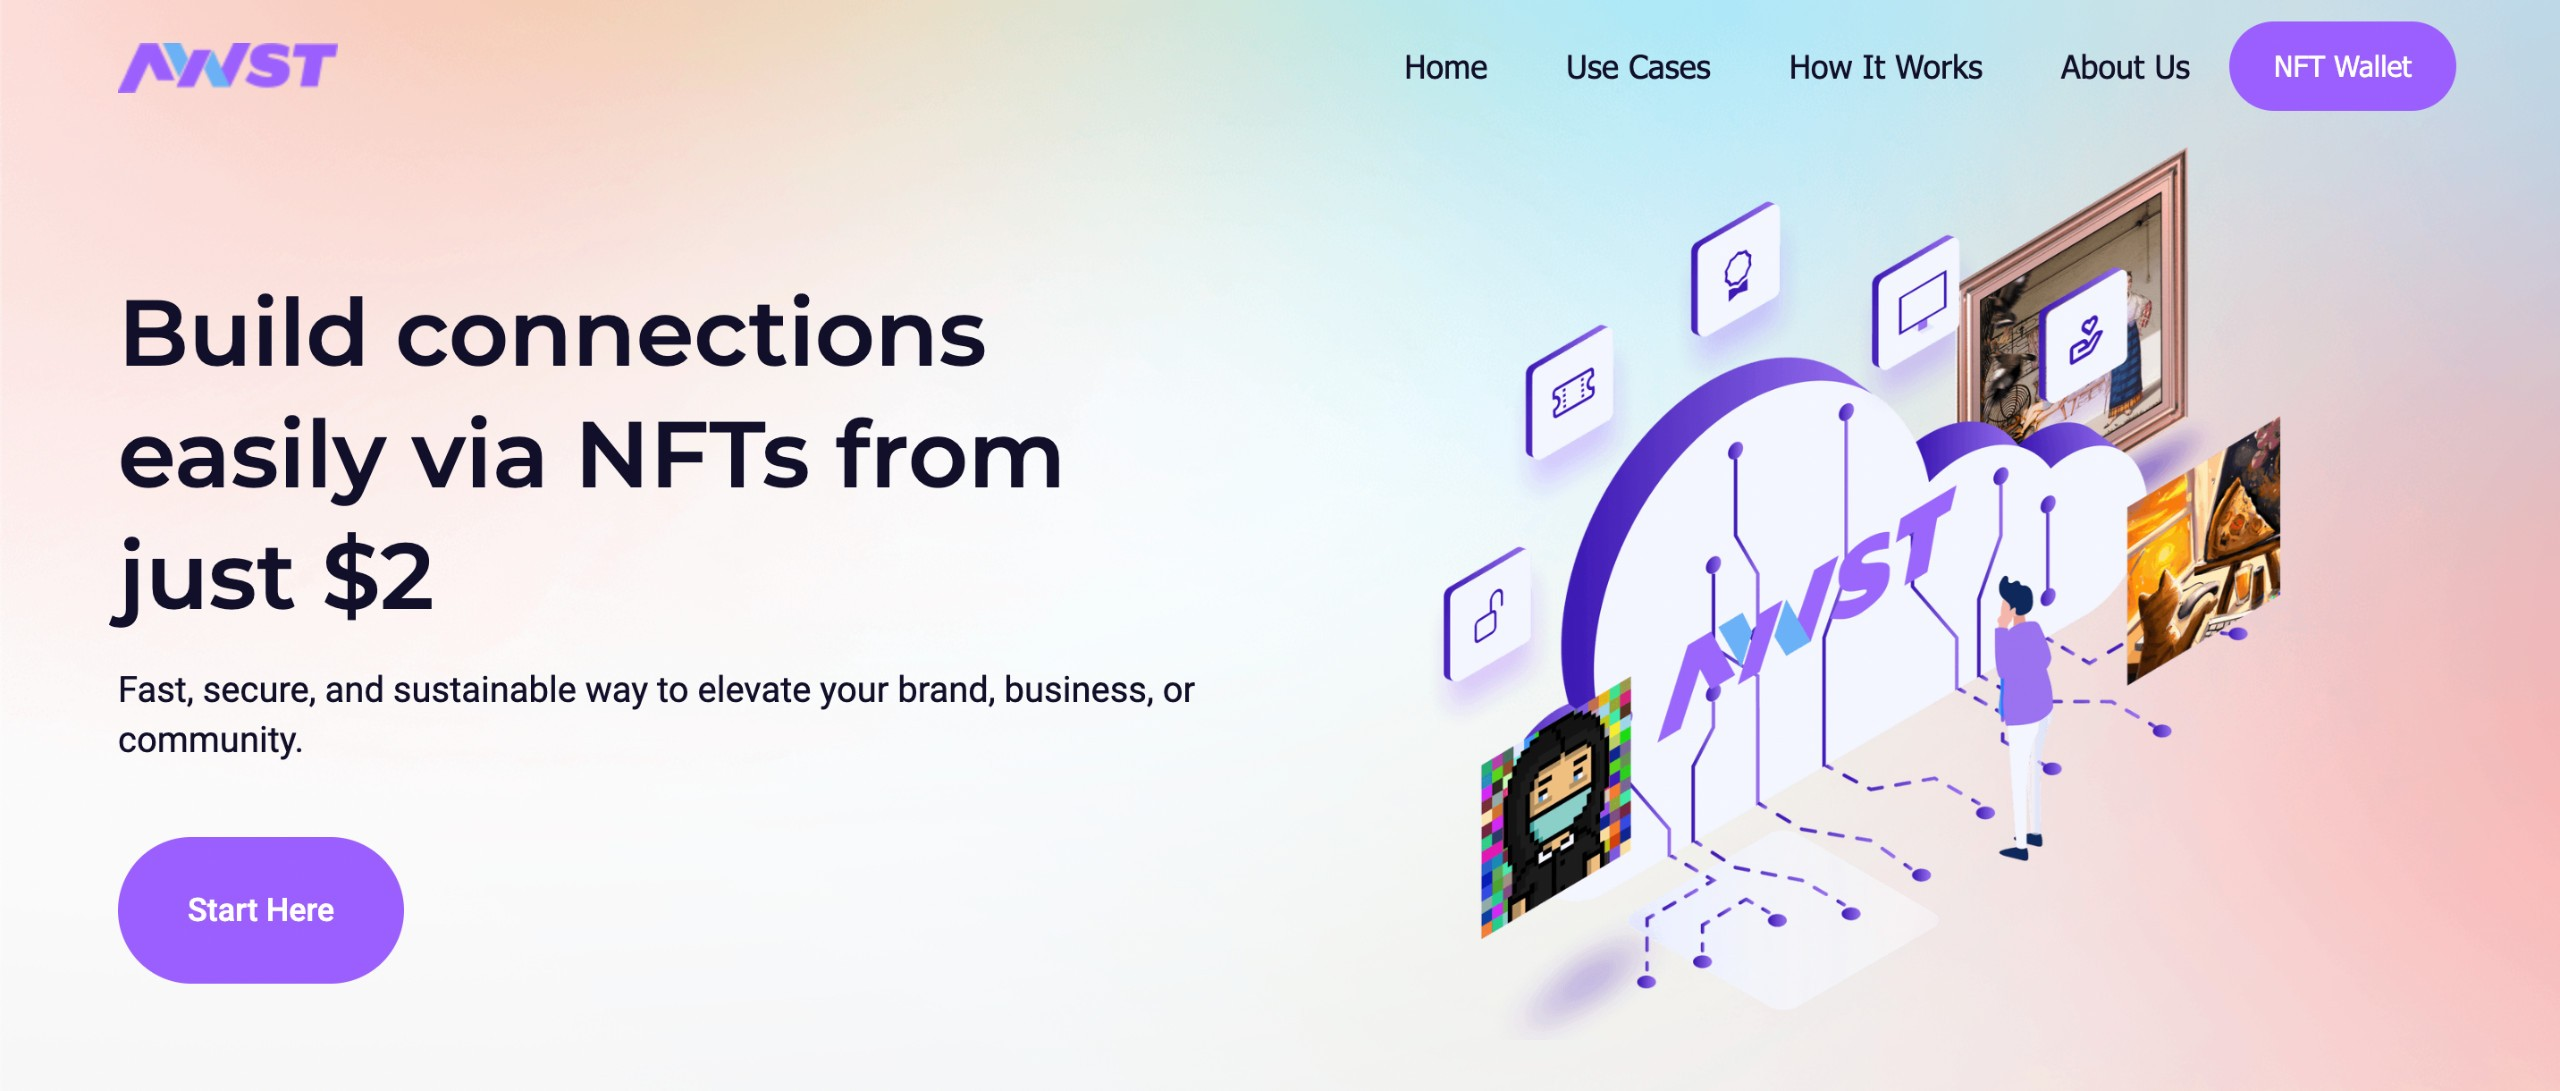 AWST
Home
Use Cases
How It Works
About Us
NFT Wallet
Build connections
easily via NFTs from
just $2
Fast, secure, and sustainable way to elevate your brand, business, or
community.
Start Here
AWST